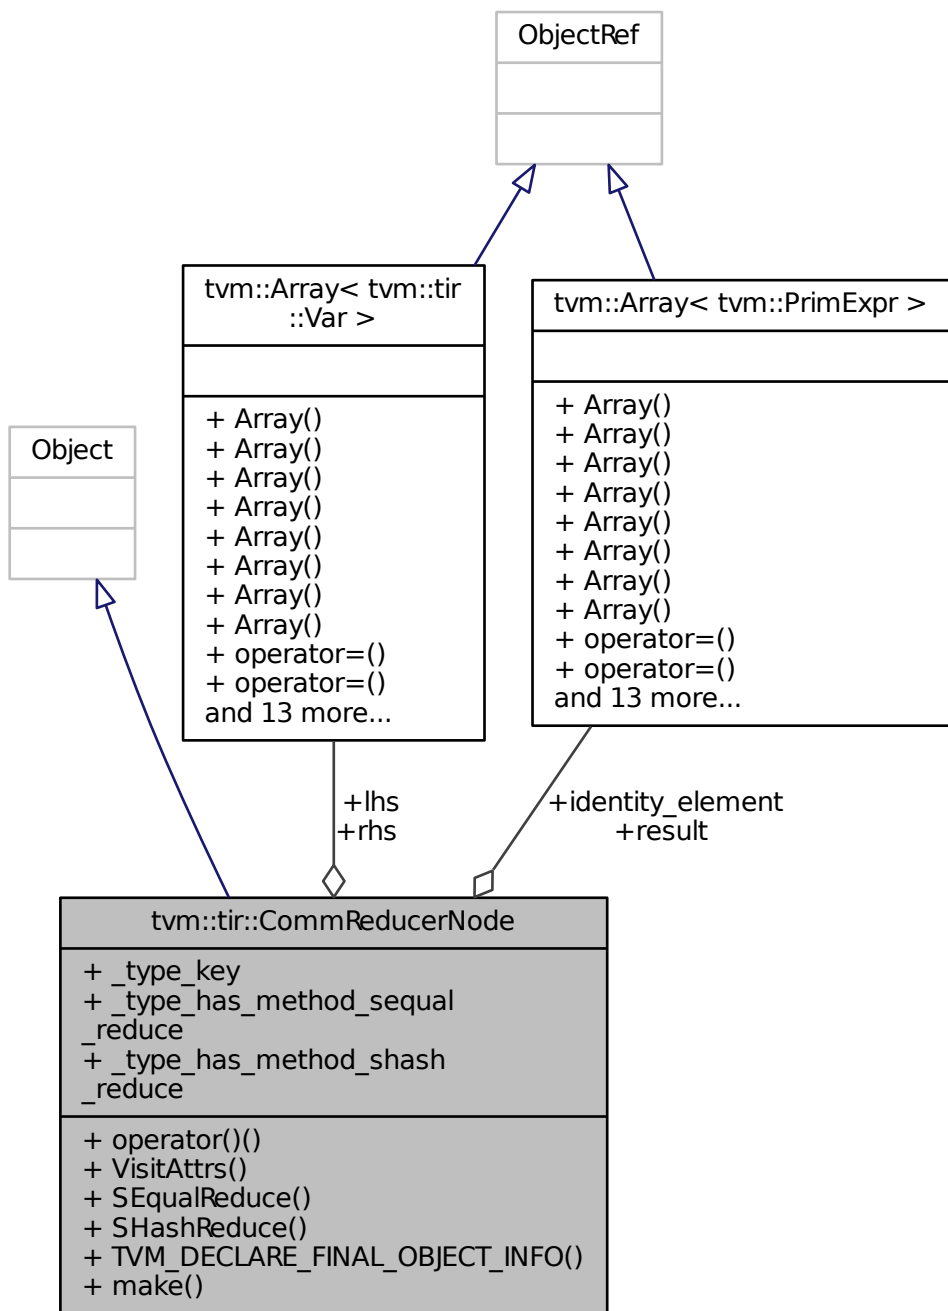 ObjectRef
tvm::Array< tvm::tir
::Var >
+ Array()
+ Array()
+ Array()
+ Array()
+ Array()
+ Array()
+ Array()
+ Array()
+ operator=()
+ operator=()
and 13 more...
tvm::Array< tvm::PrimExpr >
+ Array()
+ Array()
+ Array()
+ Array()
+ Array()
+ Array()
+ Array()
+ Array()
+ operator=()
+ operator=()
and 13 more...
Object
+lhs
+rhs
+identity_element
+result
tvm::tir::CommReducerNode
+ _type_key
+ _type_has_method_sequal
_reduce
+ _type_has_method_shash
_reduce
+ operator()()
+ VisitAttrs()
+ SEqualReduce()
+ SHashReduce()
+ TVM_DECLARE_FINAL_OBJECT_INFO()
+ make()